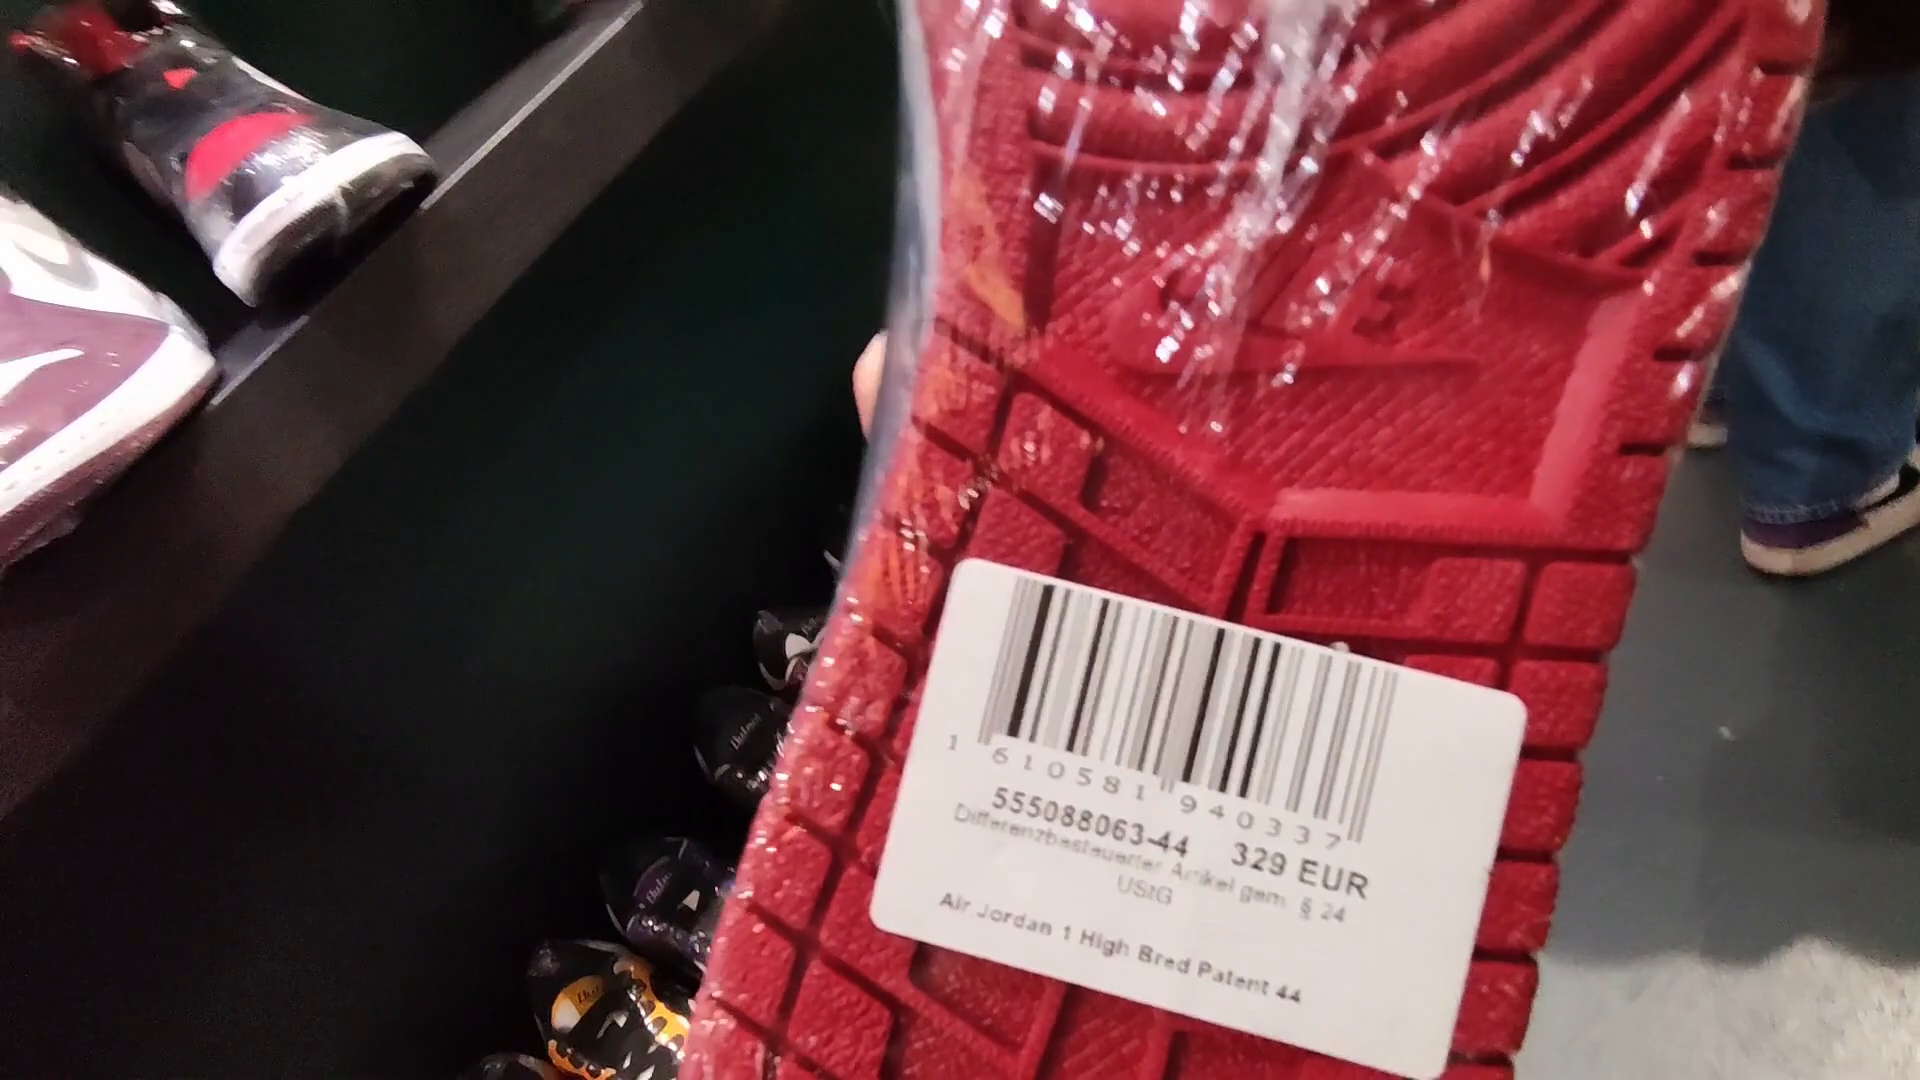 1 610581 940337
555088063-44 329 EUR
Differenzbesteuerter Artikel gem. § 24
UStG
Air Jordan 1 High Bred Patent 44